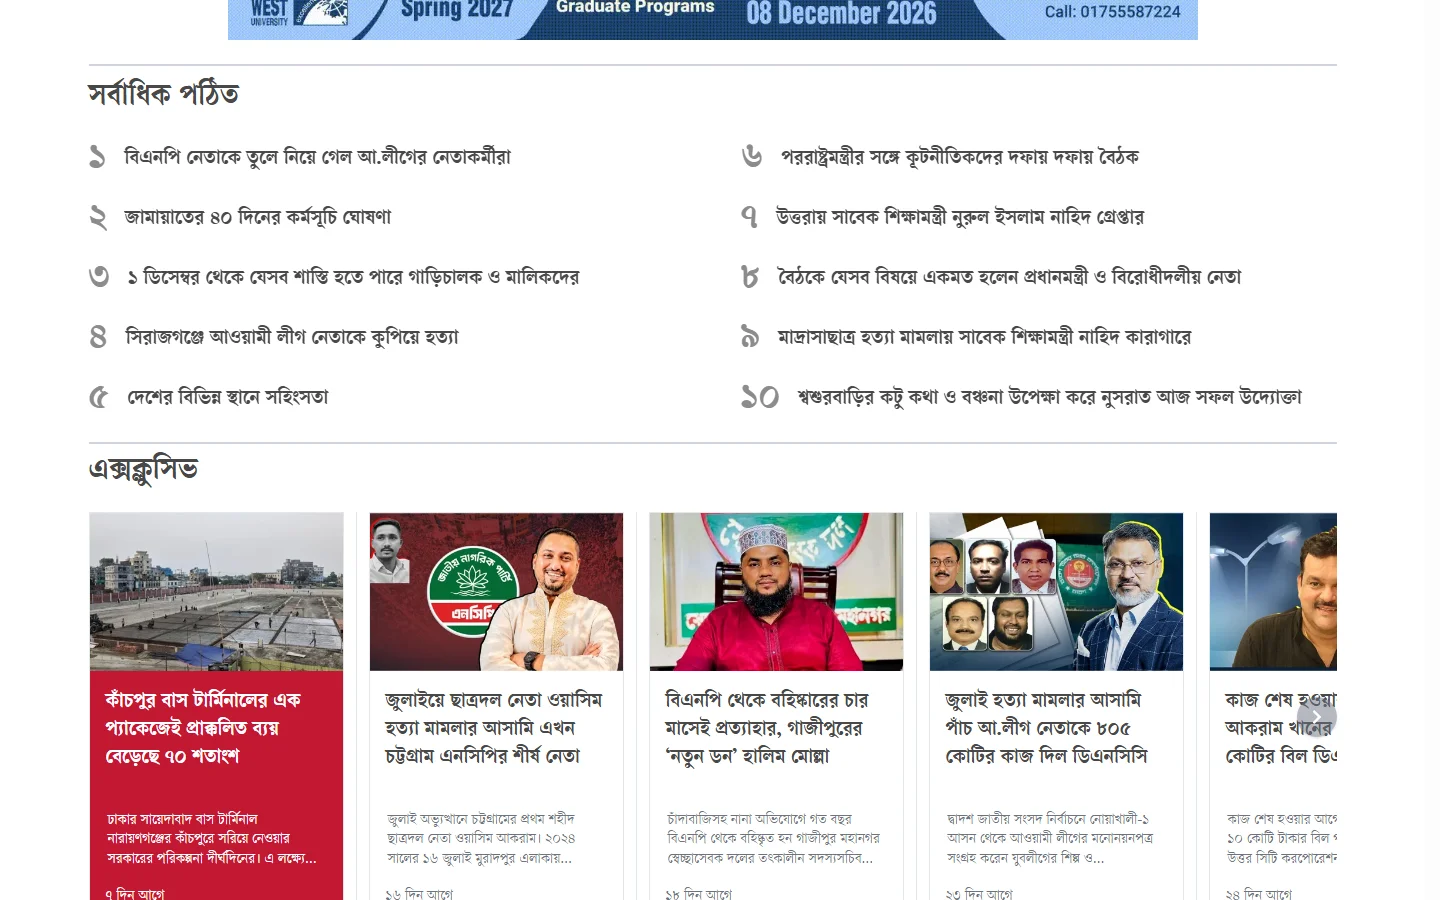 WEST
UNIVERSITY
Spring 2027
Graduate Programs
08 December 2026
Call: 01755587224
সর্বাধিক পঠিত
১ বিএনপি নেতাকে তুলে নিয়ে গেল আ.লীগের নেতাকর্মীরা
২ জামায়াতের ৪০ দিনের কর্মসূচি ঘোষণা
৩ ১ ডিসেম্বর থেকে যেসব শাস্তি হতে পারে গাড়িচালক ও মালিকদের
৪ সিরাজগঞ্জে আওয়ামী লীগ নেতাকে কুপিয়ে হত্যা
৫ দেশের বিভিন্ন স্থানে সহিংসতা
৬ পররাষ্ট্রমন্ত্রীর সঙ্গে কূটনীতিকদের দফায় দফায় বৈঠক
৭ উত্তরায় সাবেক শিক্ষামন্ত্রী নুরুল ইসলাম নাহিদ গ্রেপ্তার
৮ বৈঠকে যেসব বিষয়ে একমত হলেন প্রধানমন্ত্রী ও বিরোধীদলীয় নেতা
৯ মাদ্রাসাছাত্র হত্যা মামলায় সাবেক শিক্ষামন্ত্রী নাহিদ কারাগারে
১০ শ্বশুরবাড়ির কটু কথা ও বঞ্চনা উপেক্ষা করে নুসরাত আজ সফল উদ্যোক্তা
এক্সক্লুসিভ
কাঁচপুর বাস টার্মিনালের এক
প্যাকেজেই প্রাক্কলিত ব্যয়
বেড়েছে ৭০ শতাংশ
ঢাকার সায়েদাবাদ বাস টার্মিনাল
নারায়ণগঞ্জের কাঁচপুরে সরিয়ে নেওয়ার
সরকারের পরিকল্পনা দীর্ঘদিনের। এ লক্ষ্যে...
৭ দিন আগে
জাতীয় নাগরিক পার্টি
এনসিপি
জুলাইয়ে ছাত্রদল নেতা ওয়াসিম
হত্যা মামলার আসামি এখন
চট্টগ্রাম এনসিপির শীর্ষ নেতা
জুলাই অভ্যুত্থানে চট্টগ্রামের প্রথম শহীদ
ছাত্রদল নেতা ওয়াসিম আকরাম। ২০২৪
সালের ১৬ জুলাই মুরাদপুর এলাকায়...
১৬ দিন আগে
মহানগর
বিএনপি থেকে বহিষ্কারের চার
মাসেই প্রত্যাহার, গাজীপুরের
‘নতুন ডন’ হালিম মোল্লা
চাঁদাবাজিসহ নানা অভিযোগে গত বছর
বিএনপি থেকে বহিষ্কৃত হন গাজীপুর মহানগর
স্বেচ্ছাসেবক দলের তৎকালীন সদস্যসচিব...
১৮ দিন আগে
জুলাই হত্যা মামলার আসামি
পাঁচ আ.লীগ নেতাকে ৮০৫
কোটির কাজ দিল ডিএনসিসি
দ্বাদশ জাতীয় সংসদ নির্বাচনে নোয়াখালী-১
আসন থেকে আওয়ামী লীগের মনোনয়নপত্র
সংগ্রহ করেন যুবলীগের শিল্প ও...
২৩ দিন আগে
কাজ শেষ হওয়া
আকরাম খানের
কোটির বিল ডিএ
কাজ শেষ হওয়ার আগে
১০ কোটি টাকার বিল
উত্তর সিটি করপোরেশন
২৪ দিন আগে